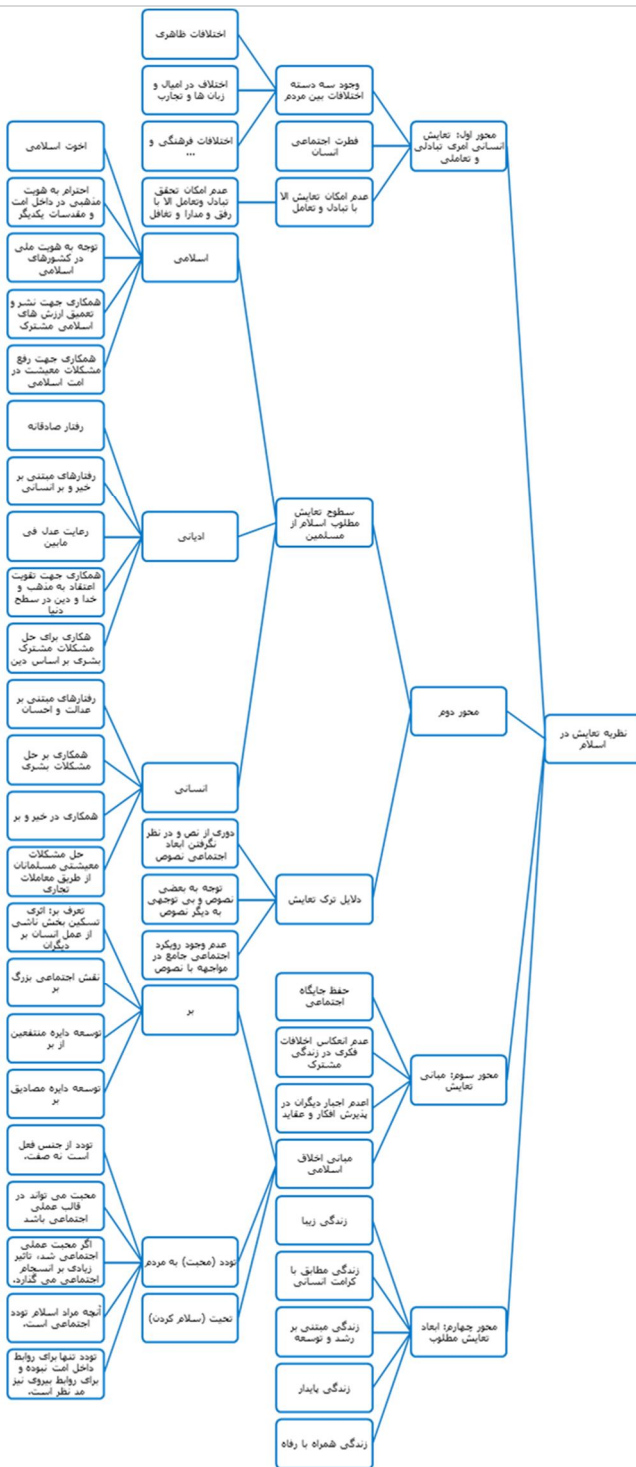 نظریه تعایش در
اسلام
محور اول: تعایش
انسانی امری تبادلی
و تعاملی
وجود سه دسته
اختلافات بین مردم
اختلافات ظاهری
اختلاف در امیال و
زبان ها و تجارب
اختلافات فرهنگی و
...
فطرت اجتماعی
انسان
عدم امکان تعایش الا
با تبادل و تعامل
عدم امکان تحقق
تبادل وتعامل الا با
رفق و مدارا و تغافل
محور دوم
سطوح تعایش
مطلوب اسلام از
مسلمین
اسلامی
اخوت اسلامی
احترام به هویت
مذهبی در داخل امت
و مقدسات یکدیگر
توجه به هویت ملی
در کشورهای
اسلامی
همکاری جهت نشر و
تعمیق ارزش های
اسلامی مشترک
همکاری جهت رفع
مشکلات معیشت در
امت اسلامی
ادیانی
رفتار صادقانه
رفتارهای مبتنی بر
خیر و بر انسانی
رعایت عدل فی
مابین
همکاری جهت تقویت
اعتقاد به مذهب و
خدا و دین در سطح
دنیا
هکاری برای حل
مشکلات مشترک
بشری بر اساس دین
انسانی
رفتارهای مبتنی بر
عدالت و احسان
همکاری بر حل
مشکلات بشری
همکاری در خیر و بر
حل مشکلات
معیشتی مسلمانان
از طریق معاملات
تجاری
دلایل ترک تعایش
دوری از نص و در نظر
نگرفتن ابعاد
اجتماعی نصوص
توجه به بعضی
نصوص و بی توجهی
به دیگر نصوص
عدم وجود رویکرد
اجتماعی جامع در
مواجهه با نصوص
محور سوم: مبانی
تعایش
حفظ جایگاه
اجتماعی
عدم انعکاس اختلافات
فکری در زندگی
مشترک
اعدم اجبار دیگران در
پذیرش افکار و عقاید
مبانی اخلاف
اسلامی
بر
تعرف بر: اثری
تسکین بخش ناشی
از عمل انسان بر
دیگران
نقش اجتماعی بزرگ
بر
توسعه دایره منتفعین
از بر
توسعه دایره مصادیق
بر
تودد (محبت) به مردم
تودد از جنس فعل
است نه صفت.
محبت می تواند در
قالب عملی
اجتماعی باشد
اگر محبت عملی
اجتماعی شد، تاثیر
زیادی بر انسجام
اجتماعی می گذارد.
آنچه مراد اسلام تودد
اجتماعی است.
تودد تنها برای روابط
داخل امت نبوده و
برای روابط بیروی نیز
مد نظر است.
تحیت (سلام کردن)
محور چهارم: ابعاد
تعایش مطلوب
زندگی زیبا
زندگی مطابق با
کرامت انسانی
زندگی مبتنی بر
رشد و توسعه
زندگی پایدار
زندگی همراه با رفاه